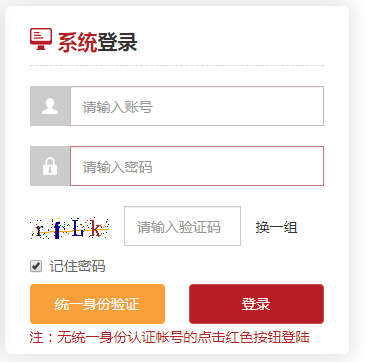 系统登录
请输入账号
请输入密码
rfLk 请输入验证码 换一组
记住密码
统一身份验证 登录
注：无统一身份认证帐号的点击红色按钮登陆